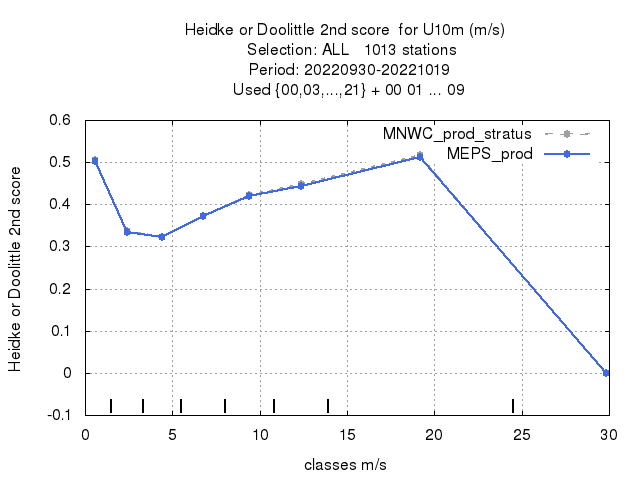 Heidke or Doolittle 2nd score  for U10m (m/s)
Selection: ALL   1013 stations
Period: 20220930-20221019
Used {00,03,...,21} + 00 01 ... 09
MNWC_prod_stratus
MEPS_prod
Heidke or Doolittle 2nd score
0.6
0.5
0.4
0.3
0.2
0.1
0
-0.1
0 5 10 15 20 25 30
classes m/s